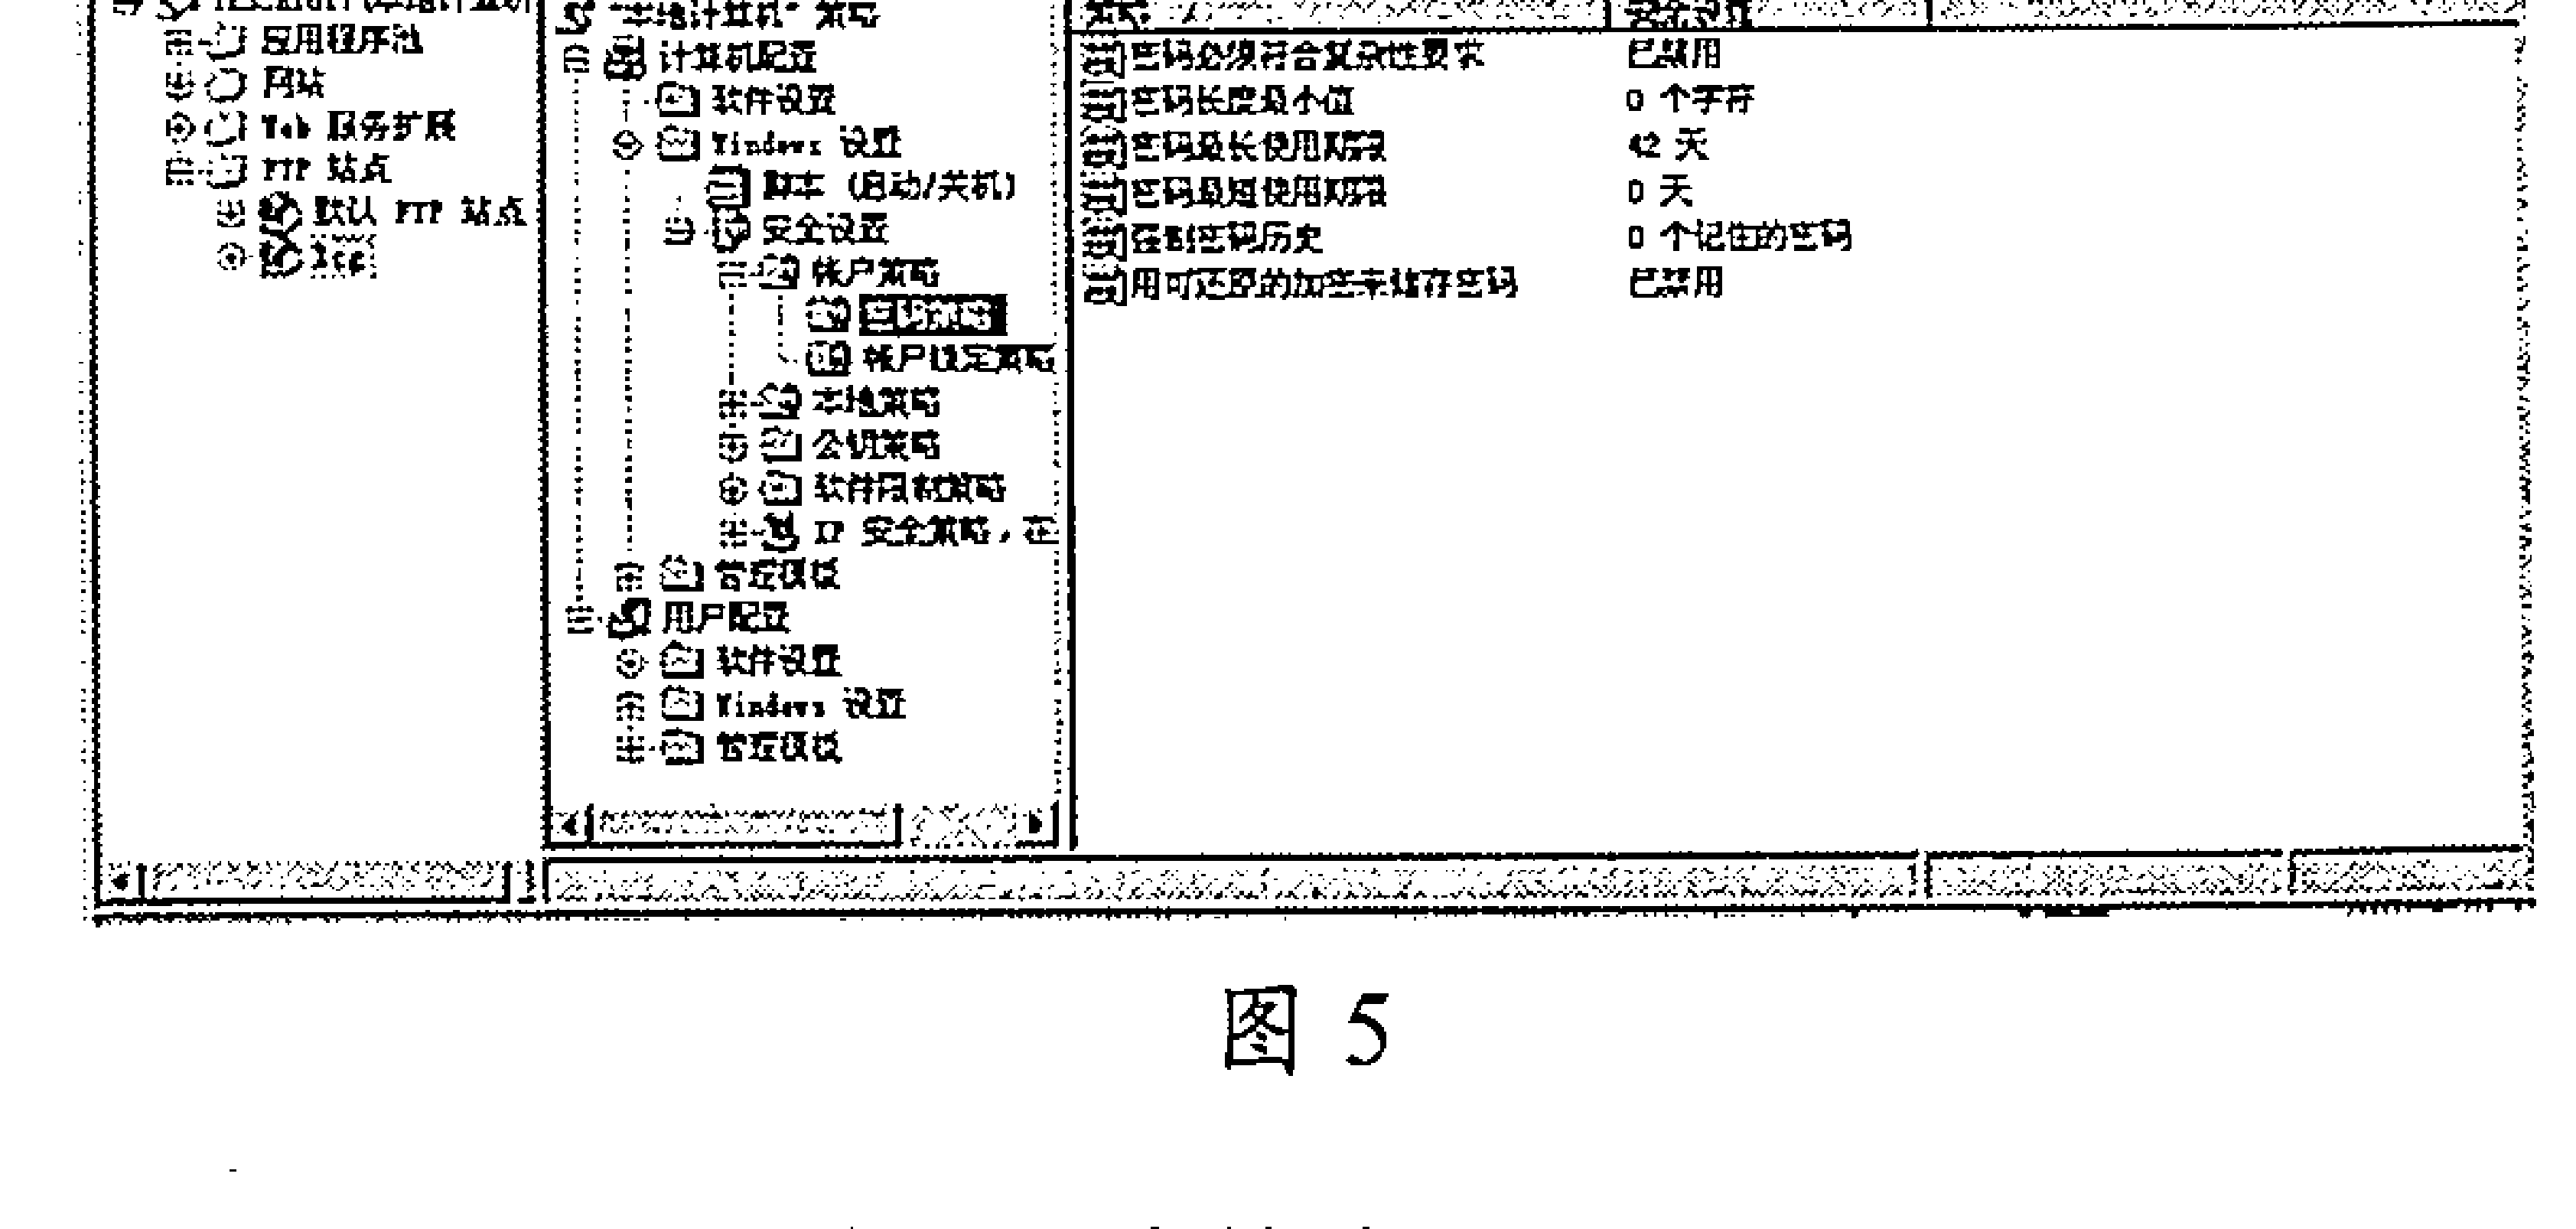 应用程序池
网站
Web 服务扩展
FTP 站点
默认 FTP 站点
计算机配置
软件设置
Windows 设置
脚本 (启动/关机)
安全设置
帐户策略
密码策略
帐户锁定策略
本地策略
公钥策略
软件限制策略
IP 安全策略，在
管理模板
用户配置
软件设置
Windows 设置
管理模板
安全设置
密码必须符合复杂性要求 已禁用
密码长度最小值 0 个字符
密码最长使用期限 42 天
密码最短使用期限 0 天
强制密码历史 0 个记住的密码
用可还原的加密来储存密码 已禁用
图 5